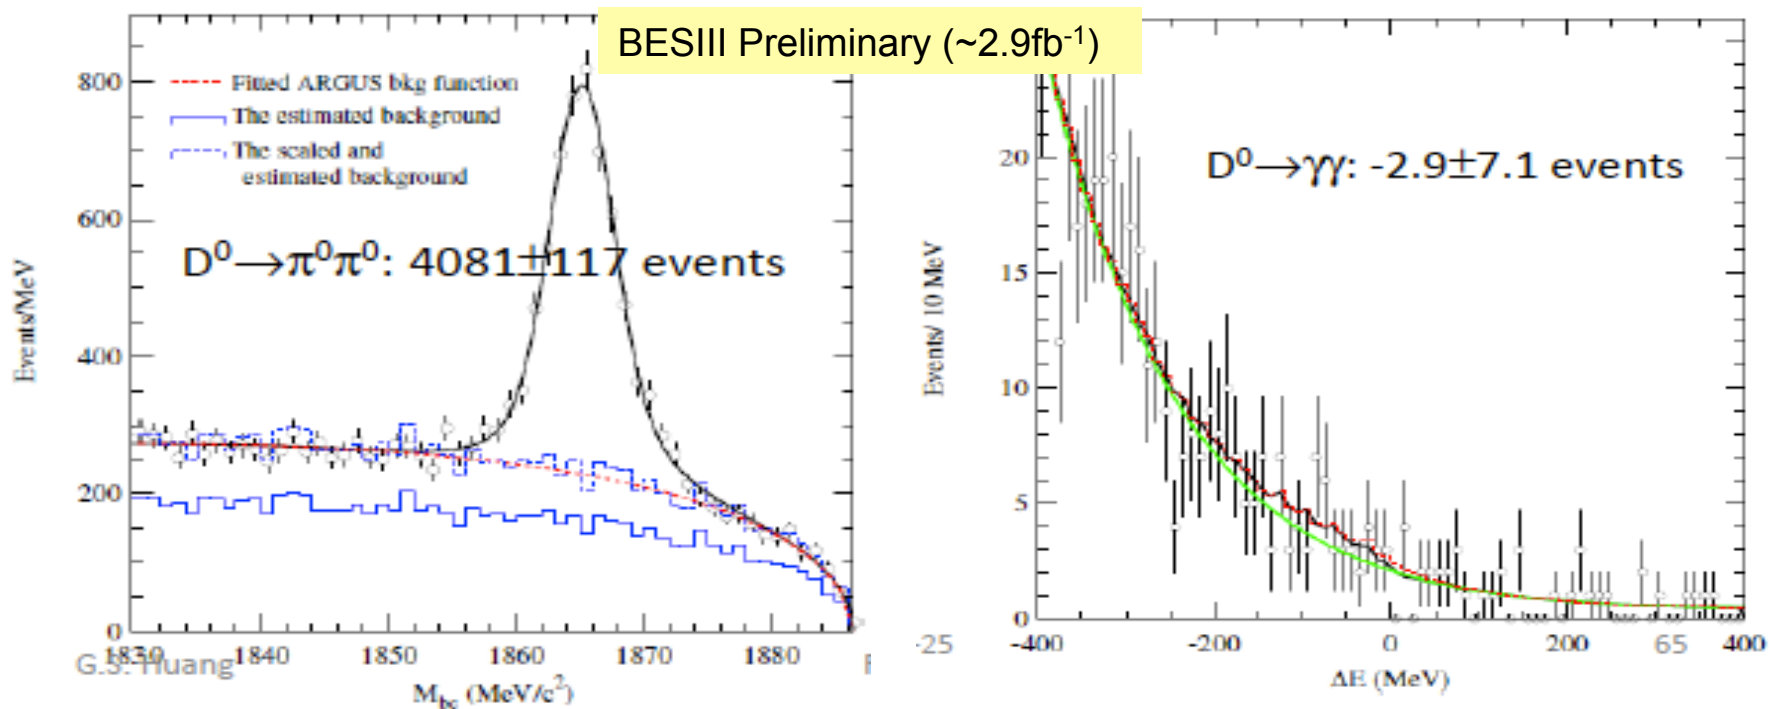 BESIII Preliminary (~2.9fb⁻¹)
Fitted ARGUS bkg function
The estimated background
The scaled and
estimated background
D⁰→π⁰π⁰: 4081±117 events
Events/MeV
800
600
400
200
0
1830 1840 1850 1860 1870 1880
G.S. Huang
M_bc (MeV/c²)
D⁰→γγ: -2.9±7.1 events
Events/ 10 MeV
20
15
10
5
0
-25
-400 -200 0 200 65 400
ΔE (MeV)